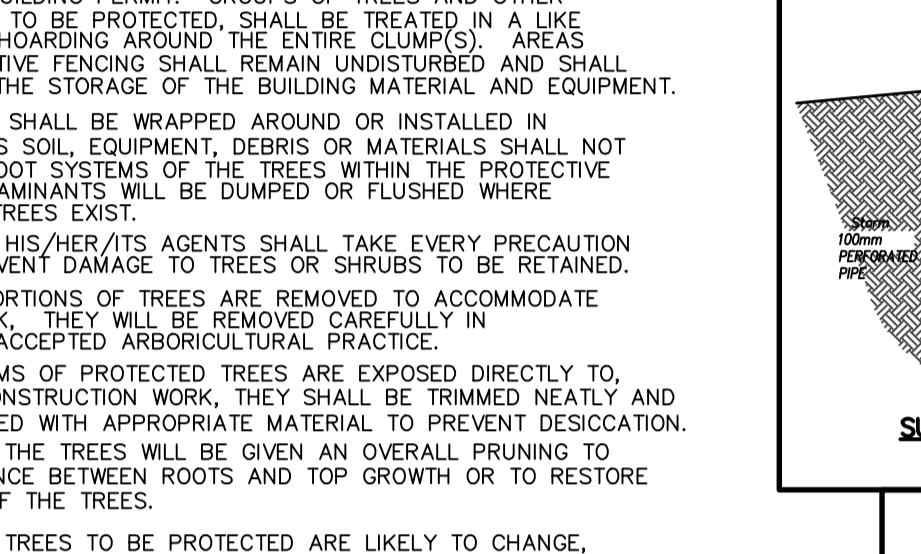 BUILDING PERMIT. GROUPS OF TREES AND OTHER
TO BE PROTECTED, SHALL BE TREATED IN A LIKE
HOARDING AROUND THE ENTIRE CLUMP(S). AREAS
TIVE FENCING SHALL REMAIN UNDISTURBED AND SHALL
THE STORAGE OF THE BUILDING MATERIAL AND EQUIPMENT.
SHALL BE WRAPPED AROUND OR INSTALLED IN
S SOIL, EQUIPMENT, DEBRIS OR MATERIALS SHALL NOT
OOT SYSTEMS OF THE TREES WITHIN THE PROTECTIVE
AMINANTS WILL BE DUMPED OR FLUSHED WHERE
TREES EXIST.
HIS/HER/ITS AGENTS SHALL TAKE EVERY PRECAUTION
VENT DAMAGE TO TREES OR SHRUBS TO BE RETAINED.
ORTIONS OF TREES ARE REMOVED TO ACCOMMODATE
K, THEY WILL BE REMOVED CAREFULLY IN
ACCEPTED ARBORICULTURAL PRACTICE.
MS OF PROTECTED TREES ARE EXPOSED DIRECTLY TO,
ONSTRUCTION WORK, THEY SHALL BE TRIMMED NEATLY AND
ED WITH APPROPRIATE MATERIAL TO PREVENT DESICCATION.
THE TREES WILL BE GIVEN AN OVERALL PRUNING TO
NCE BETWEEN ROOTS AND TOP GROWTH OR TO RESTORE
F THE TREES.
TREES TO BE PROTECTED ARE LIKELY TO CHANGE,
Storm
100mm
PERFORATED
PIPE
SU